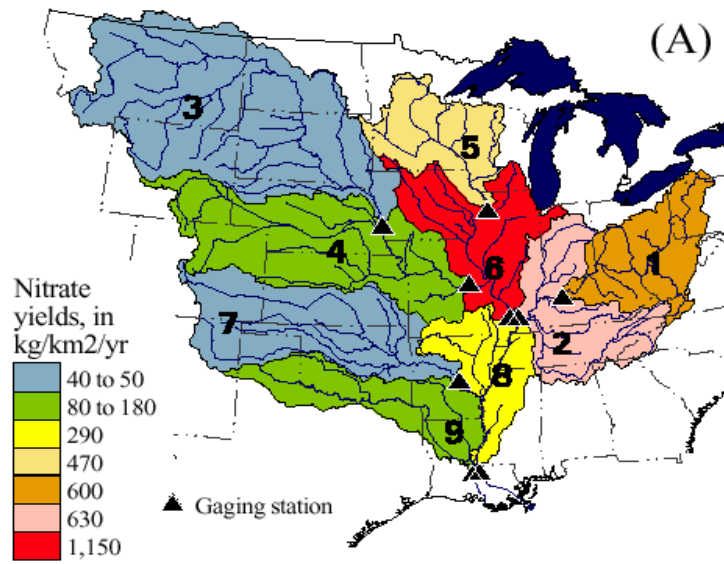 (A)
3
5
4
6
1
7
2
8
9
Nitrate
yields, in
kg/km2/yr
40 to 50
80 to 180
290
470
600
630
1,150
Gaging station